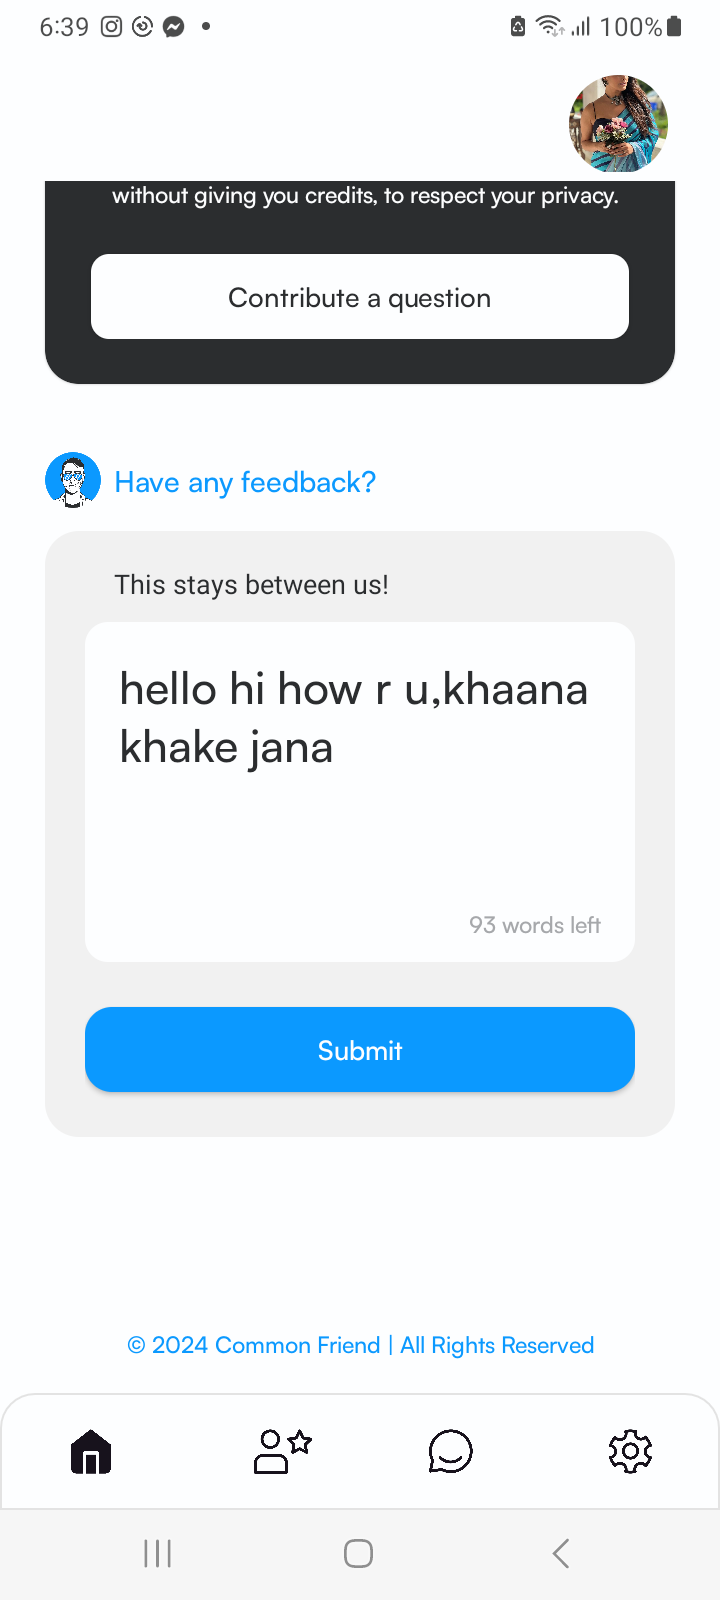 6:39
100%
without giving you credits, to respect your privacy.
Contribute a question
Have any feedback?
This stays between us!
hello hi how r u,khaana
khake jana
93 words left
Submit
© 2024 Common Friend | All Rights Reserved